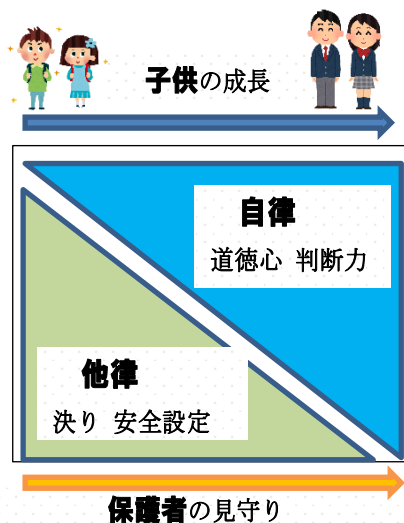 子供の成長
自律
道徳心 判断力
他律
決り 安全設定
保護者の見守り